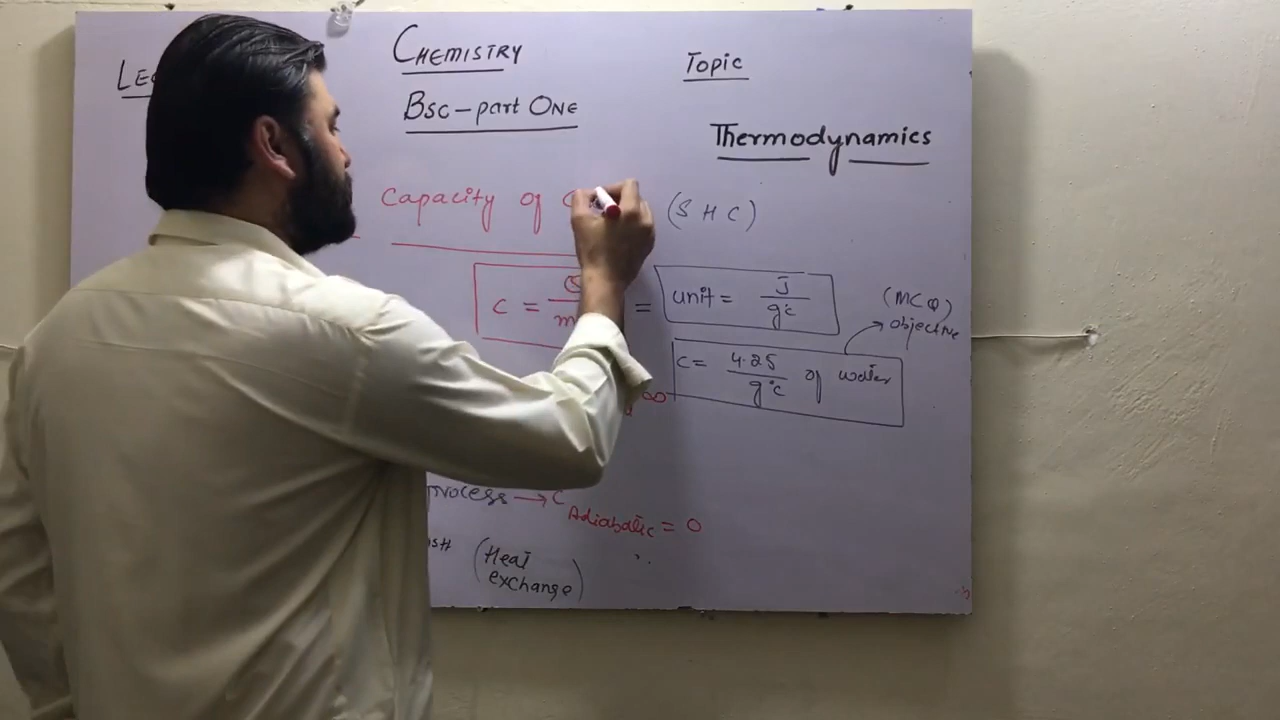 CHEMISTRY
Topic
Bsc-part ONE
Thermodynamics
Capacity of
(S H C)
C =
= unit = J / g°C
(MCQ)
objective
C = 4.25 / g°C of water
∞
process → C Adiabatic = 0
(Heat
exchange)